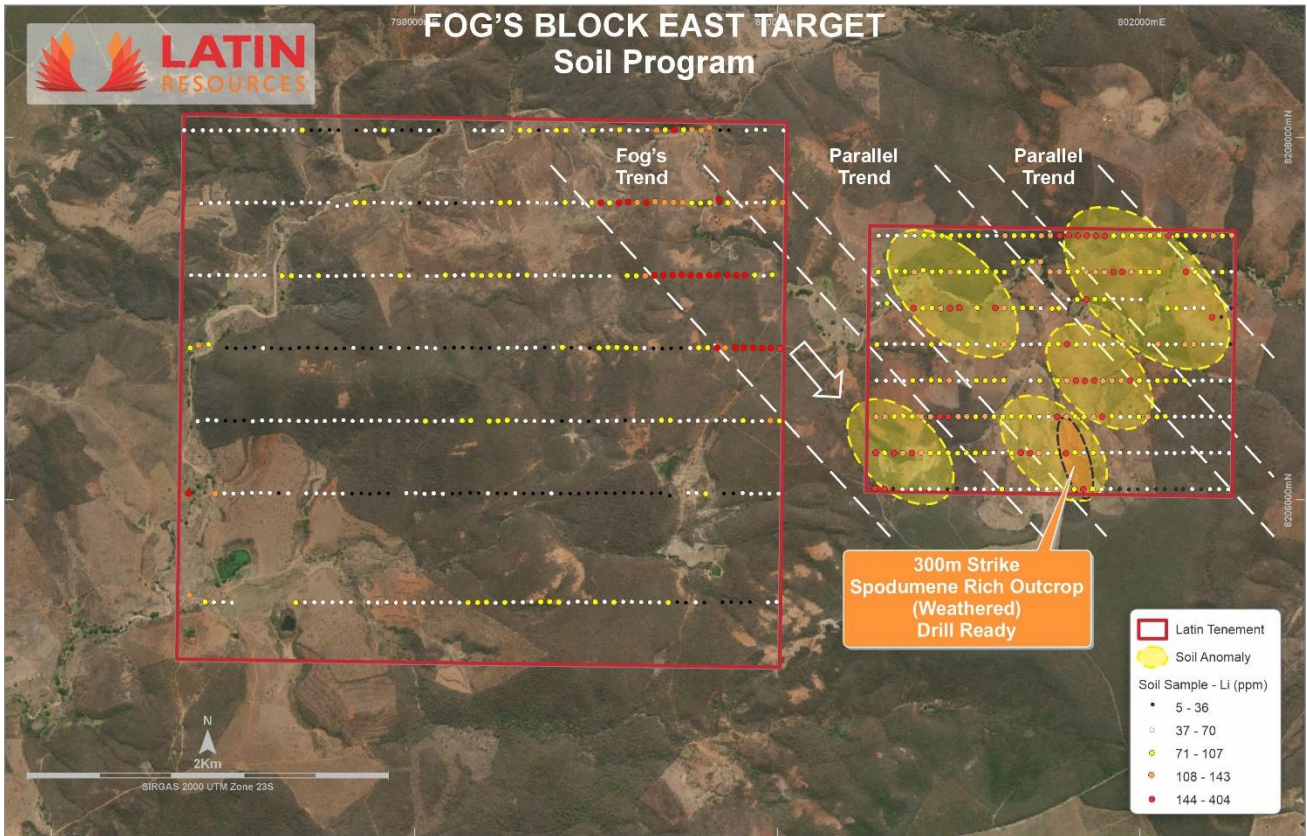 798000mE
802000mE
FOG'S BLOCK EAST TARGET
Soil Program
LATIN
RESOURCES
8208000mN
Fog's
Trend
Parallel
Trend
Parallel
Trend
8206000mN
300m Strike
Spodumene Rich Outcrop
(Weathered)
Drill Ready
Latin Tenement
Soil Anomaly
Soil Sample - Li (ppm)
5 - 36
37 - 70
71 - 107
108 - 143
144 - 404
N
2Km
SIRGAS 2000 UTM Zone 23S